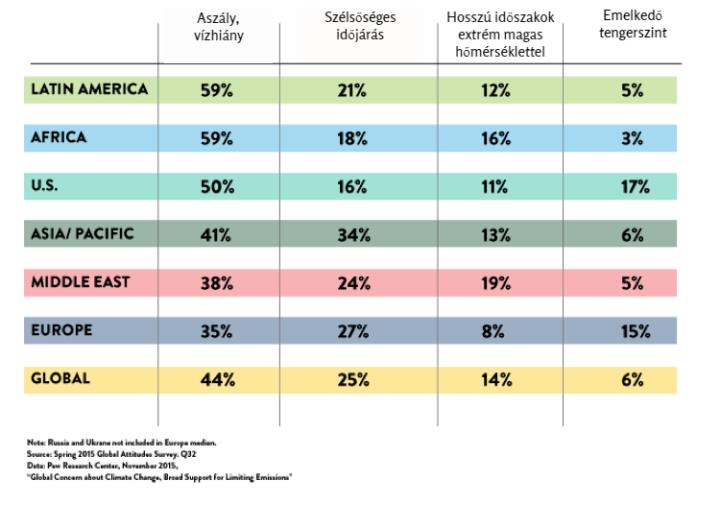 Aszály,
vízhiány
Szélsőséges
időjárás
Hosszú időszakok
extrém magas
hőmérséklettel
Emelkedő
tengerszint
LATIN AMERICA 59% 21% 12% 5%
AFRICA 59% 18% 16% 3%
U.S. 50% 16% 11% 17%
ASIA/ PACIFIC 41% 34% 13% 6%
MIDDLE EAST 38% 24% 19% 5%
EUROPE 35% 27% 8% 15%
GLOBAL 44% 25% 14% 6%
Note: Russia and Ukrane not included in Europe median.
Source: Spring 2015 Global Attitudes Survey. Q32
Data: Pew Research Center, November 2015,
"Global Concern about Climate Change, Broad Support for Limiting Emissions"